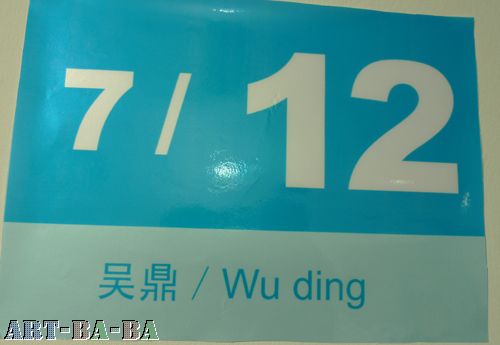 7 / 12
吴鼎 / Wu ding
ART-BA-BA